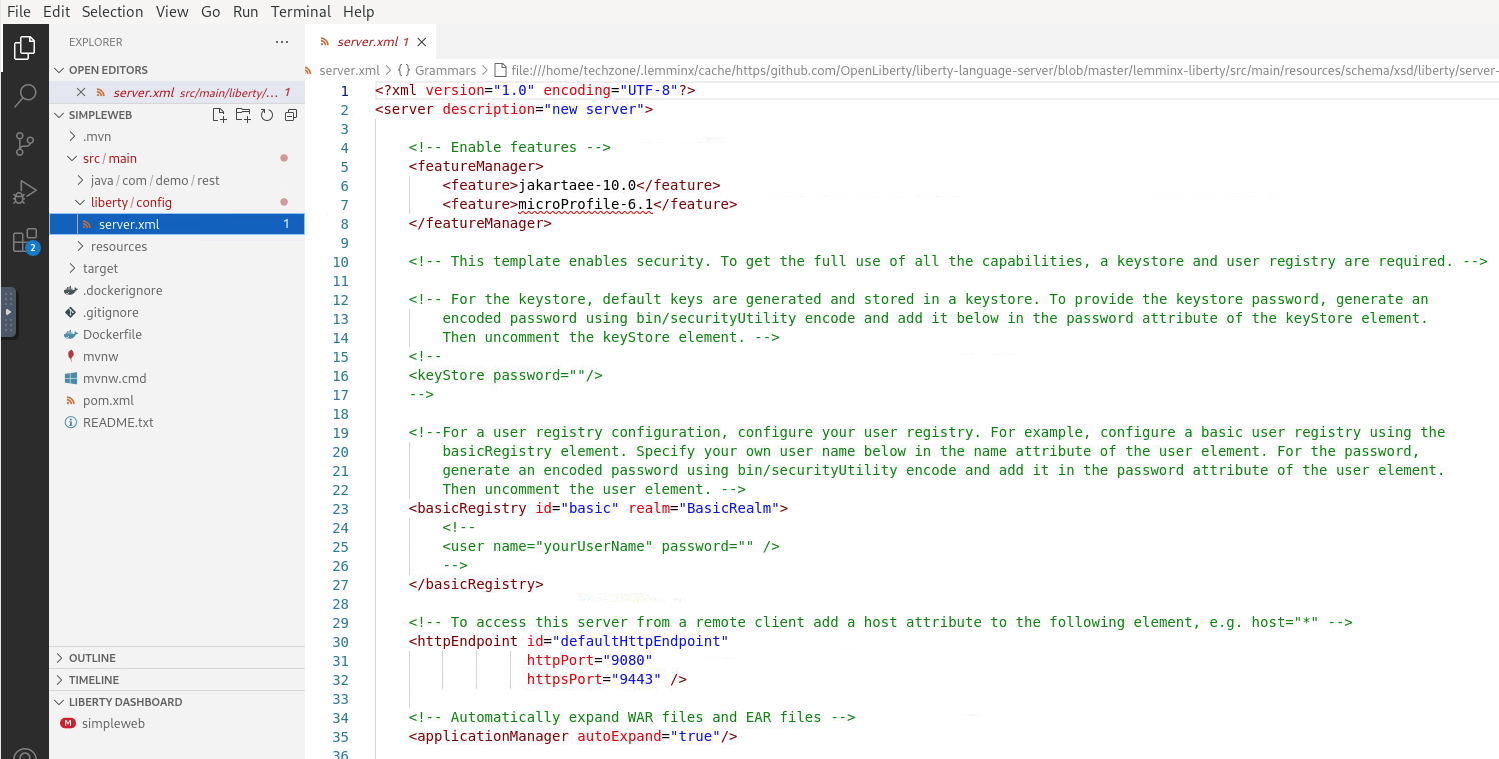 File Edit Selection View Go Run Terminal Help
EXPLORER ...
OPEN EDITORS
server.xml src/main/liberty/... 1
SIMPLEWEB
.mvn
src/main
java/com/demo/rest
liberty/config
server.xml 1
resources
target
.dockerignore
.gitignore
Dockerfile
mvnw
mvnw.cmd
pom.xml
README.txt
OUTLINE
TIMELINE
LIBERTY DASHBOARD
M simpleweb
2
server.xml 1
server.xml > {} Grammars > file:///home/techzone/.lemminx/cache/https/github.com/OpenLiberty/liberty-language-server/blob/master/lemminx-liberty/src/main/resources/schema/xsd/liberty/server-
1 <?xml version="1.0" encoding="UTF-8"?>
2 <server description="new server">
3
4 <!-- Enable features -->
5 <featureManager>
6 <feature>jakartaee-10.0</feature>
7 <feature>microProfile-6.1</feature>
8 </featureManager>
9
10 <!-- This template enables security. To get the full use of all the capabilities, a keystore and user registry are required. -->
11
12 <!-- For the keystore, default keys are generated and stored in a keystore. To provide the keystore password, generate an
13 encoded password using bin/securityUtility encode and add it below in the password attribute of the keyStore element.
14 Then uncomment the keyStore element. -->
15 <!--
16 <keyStore password=""/>
17 -->
18
19 <!--For a user registry configuration, configure your user registry. For example, configure a basic user registry using the
20 basicRegistry element. Specify your own user name below in the name attribute of the user element. For the password,
21 generate an encoded password using bin/securityUtility encode and add it in the password attribute of the user element.
22 Then uncomment the user element. -->
23 <basicRegistry id="basic" realm="BasicRealm">
24 <!--
25 <user name="yourUserName" password="" />
26 -->
27 </basicRegistry>
28
29 <!-- To access this server from a remote client add a host attribute to the following element, e.g. host="*" -->
30 <httpEndpoint id="defaultHttpEndpoint"
31 httpPort="9080"
32 httpsPort="9443" />
33
34 <!-- Automatically expand WAR files and EAR files -->
35 <applicationManager autoExpand="true"/>
36